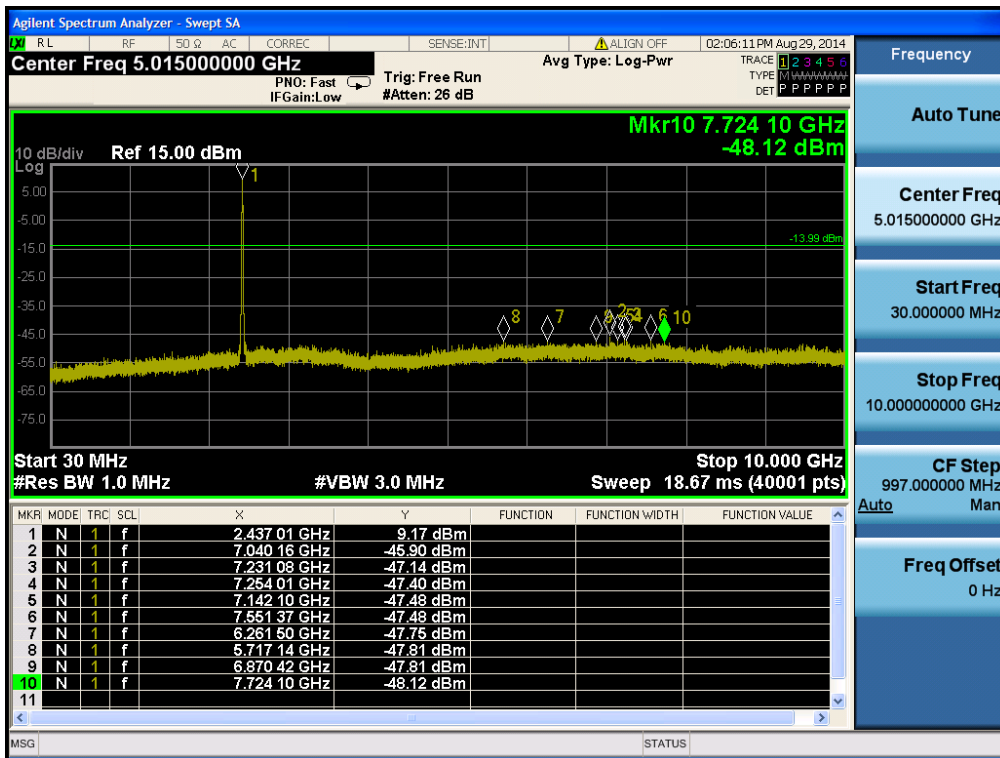 Agilent Spectrum Analyzer - Swept SA
LXI RL RF 50 Ω AC CORREC SENSE:INT ALIGN OFF 02:06:11 PM Aug 29, 2014
Center Freq 5.015000000 GHz
PNO: Fast
IFGain:Low
Trig: Free Run
#Atten: 26 dB
Avg Type: Log-Pwr
TRACE 1 2 3 4 5 6
TYPE M W W W W W
DET P P P P P P
Mkr10 7.724 10 GHz
-48.12 dBm
10 dB/div Ref 15.00 dBm
Log
1
5.00
-5.00
-13.99 dBm
-15.0
-25.0
-35.0
8 7 6 10
-45.0
-55.0
-65.0
-75.0
Start 30 MHz Stop 10.000 GHz
#Res BW 1.0 MHz #VBW 3.0 MHz Sweep 18.67 ms (40001 pts)
MKR MODE TRC SCL X Y FUNCTION FUNCTION WIDTH FUNCTION VALUE
1 N 1 f 2.437 01 GHz 9.17 dBm
2 N 1 f 7.040 16 GHz -45.90 dBm
3 N 1 f 7.231 08 GHz -47.14 dBm
4 N 1 f 7.254 01 GHz -47.40 dBm
5 N 1 f 7.142 10 GHz -47.48 dBm
6 N 1 f 7.551 37 GHz -47.48 dBm
7 N 1 f 6.261 50 GHz -47.75 dBm
8 N 1 f 5.717 14 GHz -47.81 dBm
9 N 1 f 6.870 42 GHz -47.81 dBm
10 N 1 f 7.724 10 GHz -48.12 dBm
11
MSG STATUS
Frequency
Auto Tune
Center Freq
5.015000000 GHz
Start Freq
30.000000 MHz
Stop Freq
10.000000000 GHz
CF Step
997.000000 MHz
Auto Man
Freq Offset
0 Hz